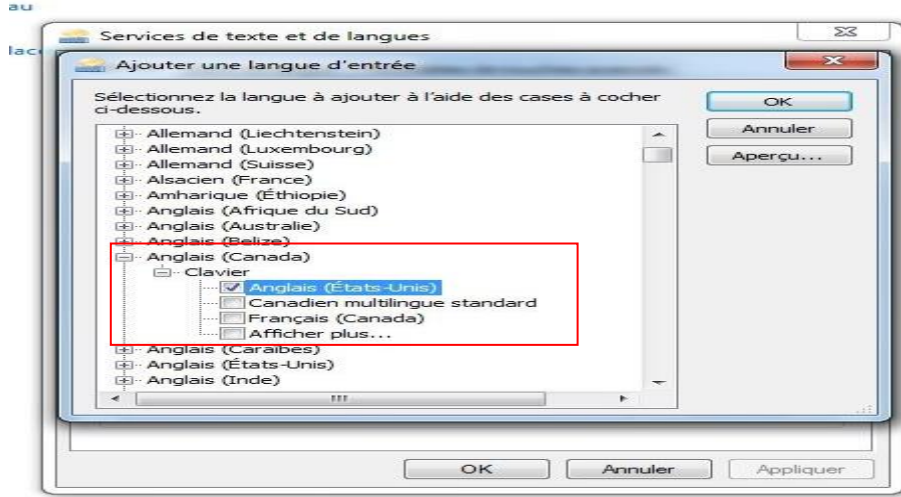 au
Services de texte et de langues
lac
Ajouter une langue d'entrée
Sélectionnez la langue à ajouter à l'aide des cases à cocher
ci-dessous.
OK
Annuler
Aperçu...
Allemand (Liechtenstein)
Allemand (Luxembourg)
Allemand (Suisse)
Alsacien (France)
Amharique (Éthiopie)
Anglais (Afrique du Sud)
Anglais (Australie)
Anglais (Belize)
Anglais (Canada)
Clavier
Anglais (États-Unis)
Canadien multilingue standard
Français (Canada)
Afficher plus...
Anglais (Caraïbes)
Anglais (États-Unis)
Anglais (Inde)
OK
Annuler
Appliquer